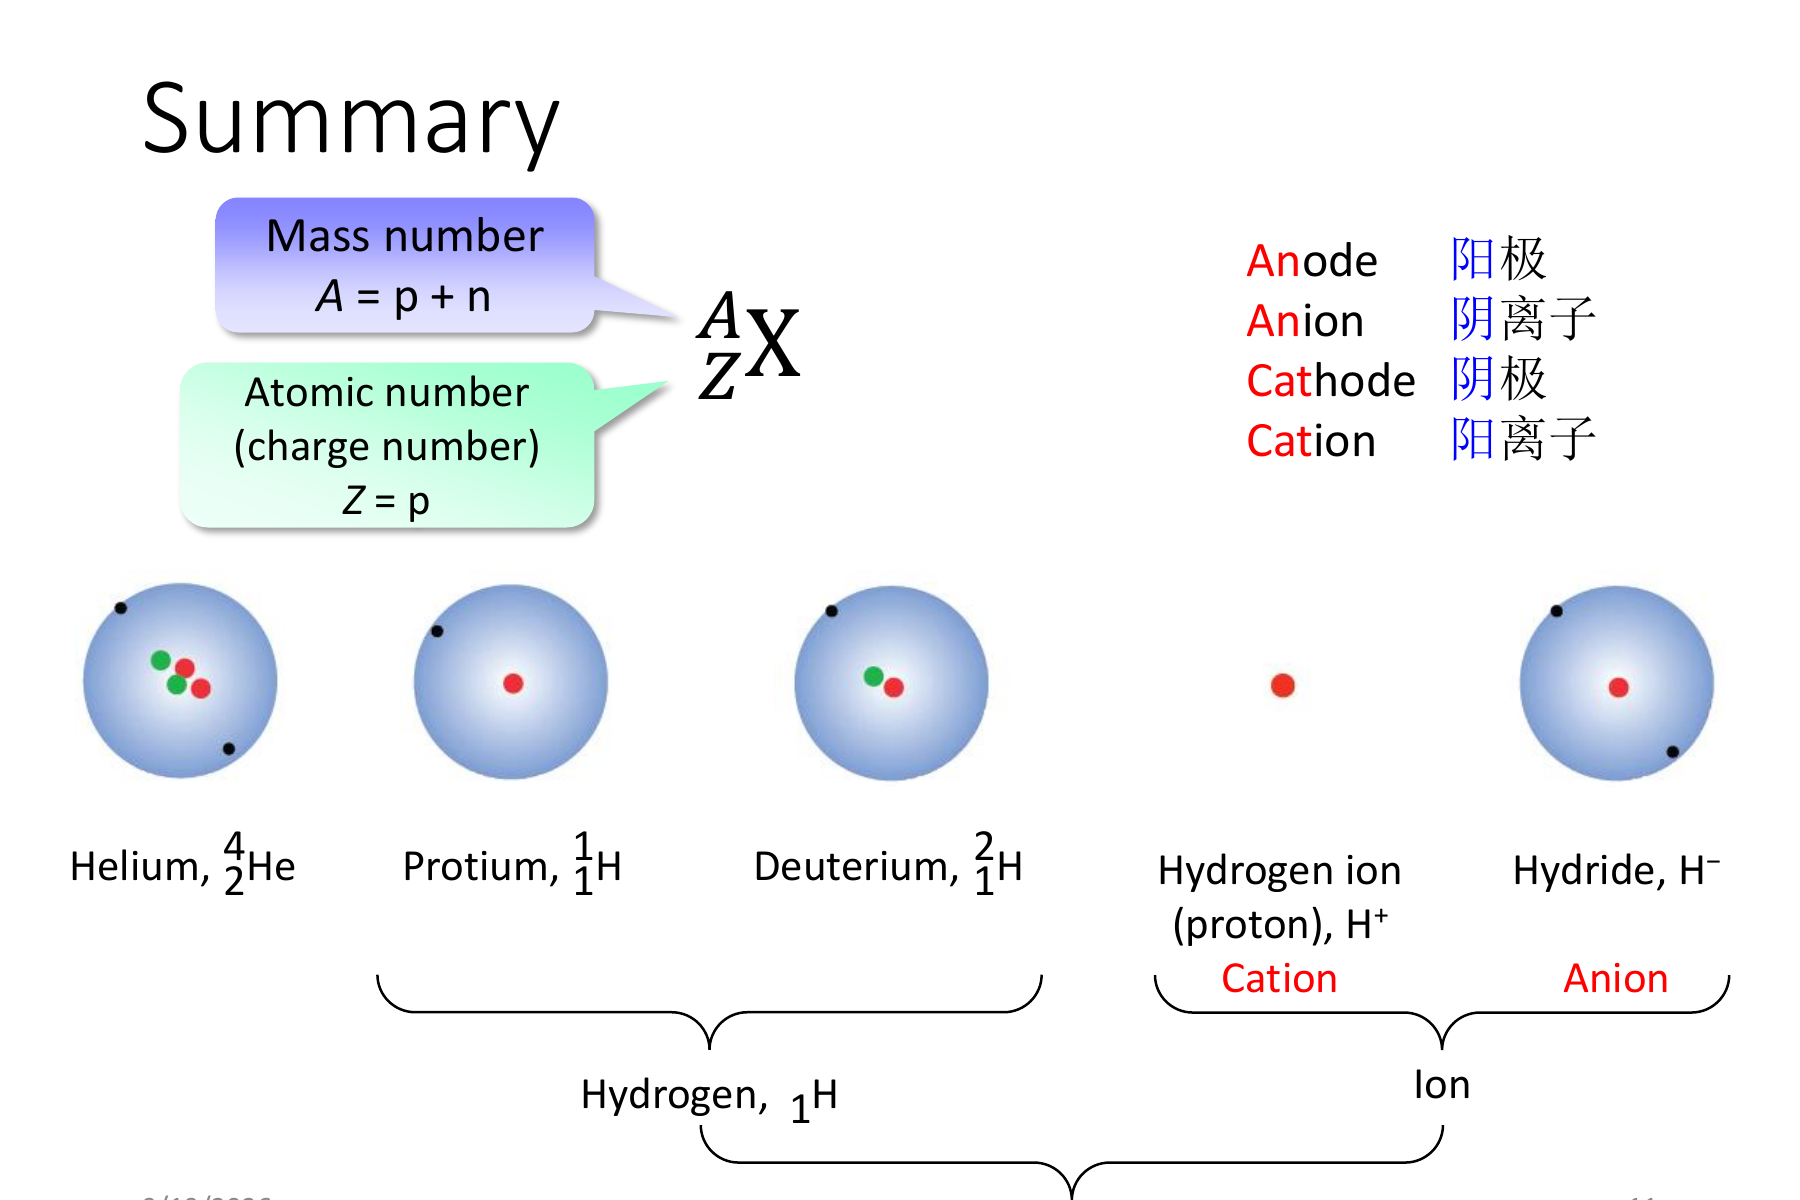 Summary
Mass number
A = p + n
Atomic number
(charge number)
Z = p
A
Z
X
Anode 阳极
Anion 阴离子
Cathode 阴极
Cation 阳离子
Helium, ⁴₂He
Protium, ¹₁H
Deuterium, ²₁H
Hydrogen ion
(proton), H⁺
Cation
Hydride, H⁻
Anion
Hydrogen, ₁H
Ion